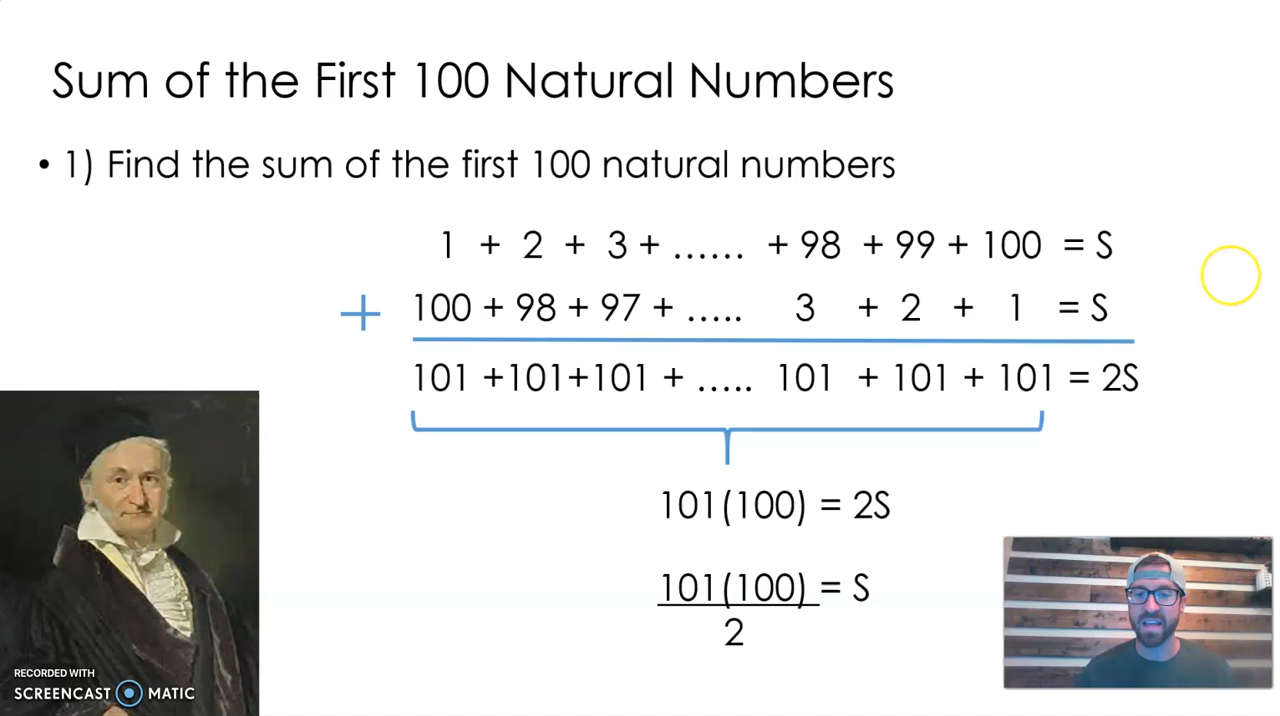 Sum of the First 100 Natural Numbers
• 1) Find the sum of the first 100 natural numbers
1 + 2 + 3 + ...... + 98 + 99 + 100 = S
+ 100 + 98 + 97 + ..... 3 + 2 + 1 = S
101 +101+101 + ..... 101 + 101 + 101 = 2S
101(100) = 2S
101(100) = S
2
RECORDED WITH
SCREENCAST MATIC